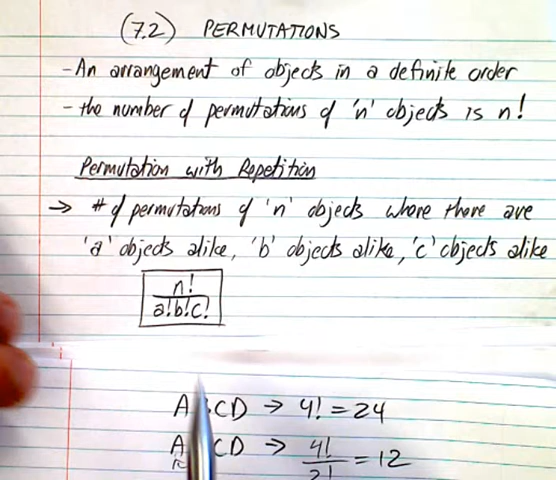 (7.2) PERMUTATIONS
- An arrangement of objects in a definite order
- the number of permutations of 'n' objects is n!
Permutation with Repetition
→ # of permutations of 'n' objects where there are
'a' objects alike, 'b' objects alike, 'c' objects alike
n!
a!b!c!
A CD → 4! = 24
A CD → 4!
2! = 12